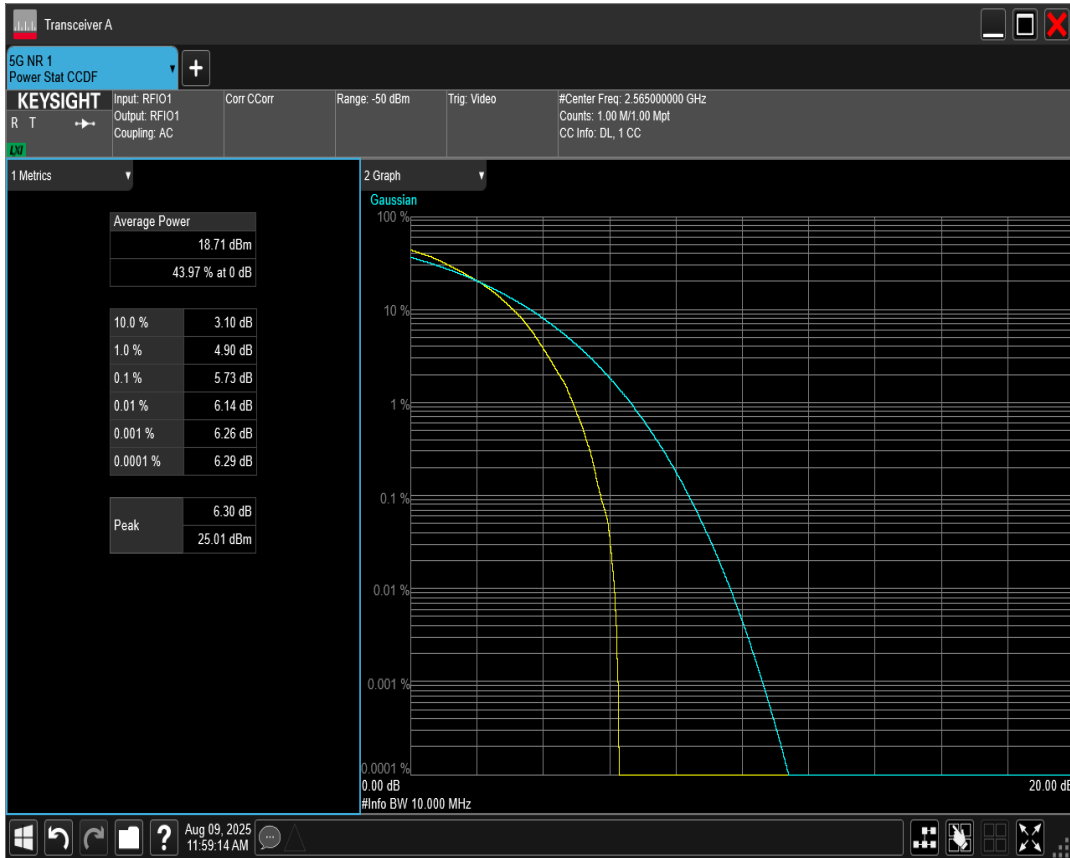 Transceiver A
5G NR 1
Power Stat CCDF
KEYSIGHT
R T
LXI
Input: RFIO1
Output: RFIO1
Coupling: AC
Corr CCorr
Range: -50 dBm
Trig: Video
#Center Freq: 2.565000000 GHz
Counts: 1.00 M/1.00 Mpt
CC Info: DL, 1 CC
1 Metrics
Average Power
18.71 dBm
43.97 % at 0 dB
10.0 % 3.10 dB
1.0 % 4.90 dB
0.1 % 5.73 dB
0.01 % 6.14 dB
0.001 % 6.26 dB
0.0001 % 6.29 dB
Peak
6.30 dB
25.01 dBm
2 Graph
Gaussian
100 %
10 %
1 %
0.1 %
0.01 %
0.001 %
0.0001 %
0.00 dB
20.00 dB
#Info BW 10.000 MHz
?
Aug 09, 2025
11:59:14 AM